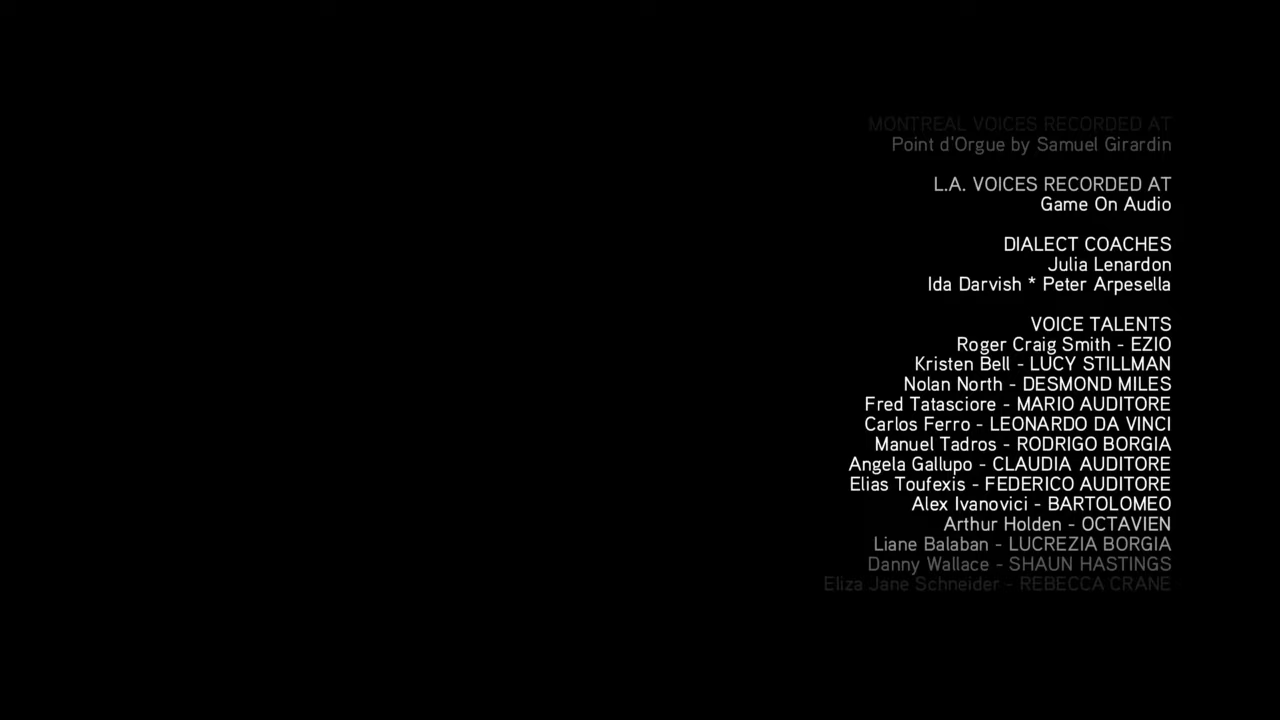 MONTREAL VOICES RECORDED AT
Point d'Orgue by Samuel Girardin
L.A. VOICES RECORDED AT
Game On Audio
DIALECT COACHES
Julia Lenardon
Ida Darvish * Peter Arpesella
VOICE TALENTS
Roger Craig Smith - EZIO
Kristen Bell - LUCY STILLMAN
Nolan North - DESMOND MILES
Fred Tatasciore - MARIO AUDITORE
Carlos Ferro - LEONARDO DA VINCI
Manuel Tadros - RODRIGO BORGIA
Angela Gallupo - CLAUDIA AUDITORE
Elias Toufexis - FEDERICO AUDITORE
Alex Ivanovici - BARTOLOMEO
Arthur Holden - OCTAVIEN
Liane Balaban - LUCREZIA BORGIA
Danny Wallace - SHAUN HASTINGS
Eliza Jane Schneider - REBECCA CRANE